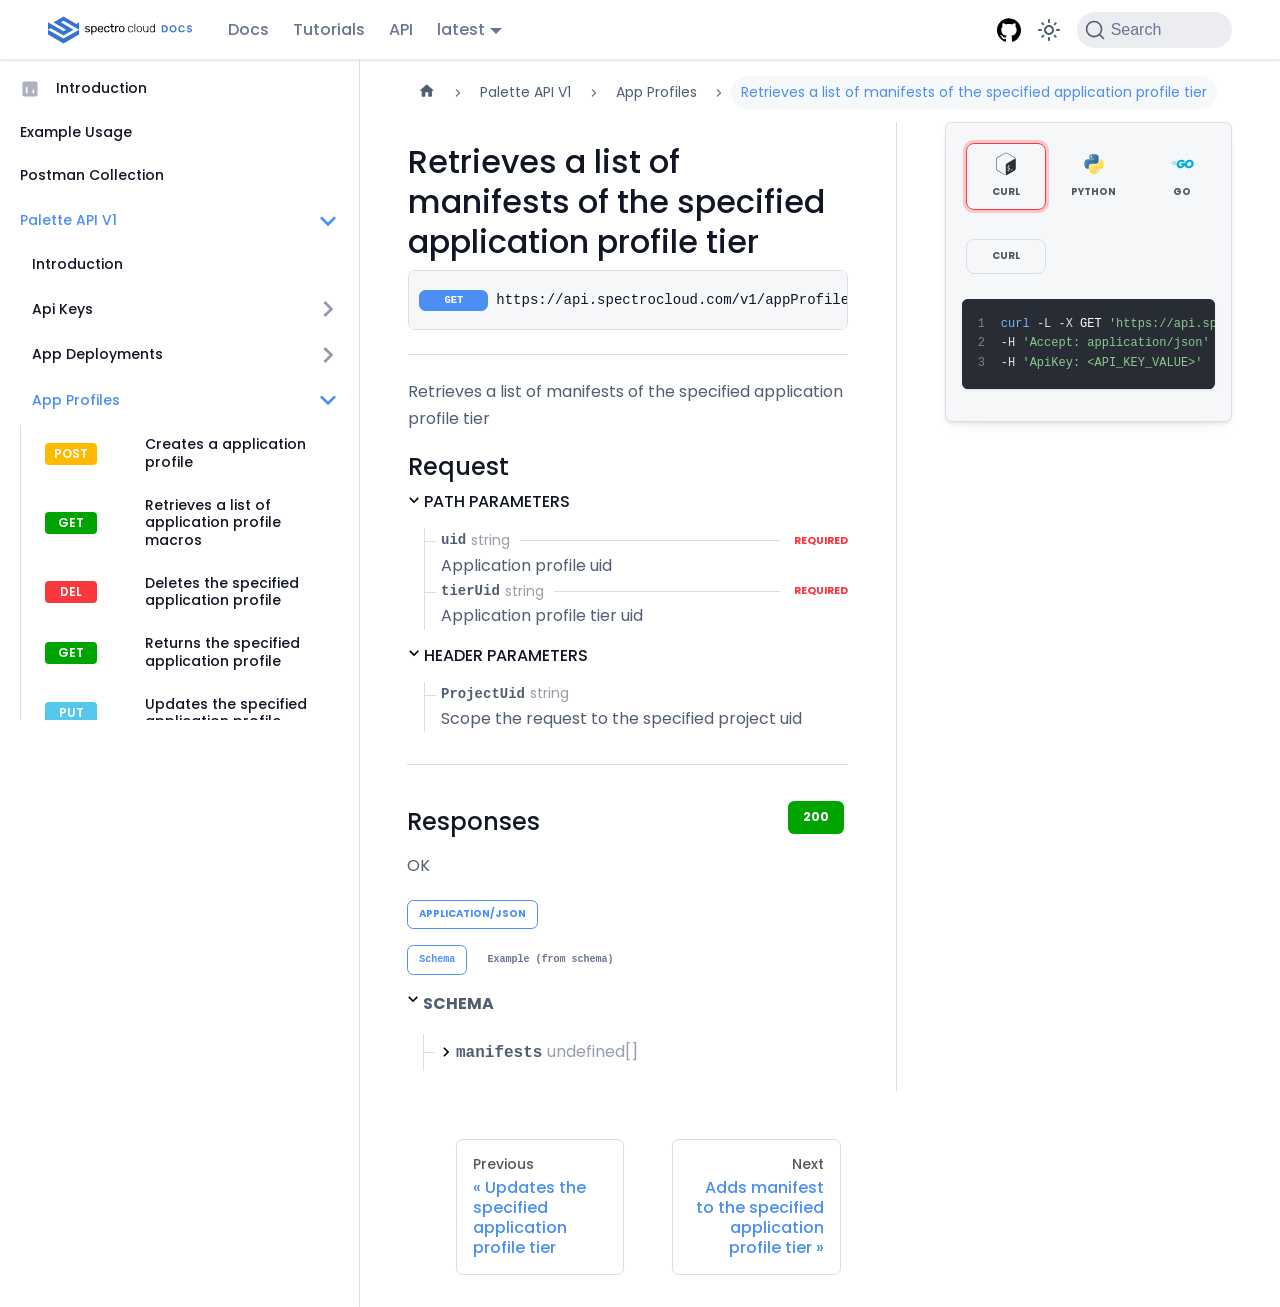 spectro cloud DOCS
Docs
Tutorials
API
latest
Search
Introduction
Example Usage
Postman Collection
Palette API V1
Introduction
Api Keys
App Deployments
App Profiles
POST
Creates a application
profile
GET
Retrieves a list of
application profile
macros
DEL
Deletes the specified
application profile
GET
Returns the specified
application profile
PUT
Updates the specified
application profile
Palette API V1
App Profiles
Retrieves a list of manifests of the specified application profile tier
Retrieves a list of
manifests of the specified
application profile tier
GET
https://api.spectrocloud.com/v1/appProfile
Retrieves a list of manifests of the specified application
profile tier
Request
PATH PARAMETERS
uid string
REQUIRED
Application profile uid
tierUid string
REQUIRED
Application profile tier uid
HEADER PARAMETERS
ProjectUid string
Scope the request to the specified project uid
Responses
200
OK
APPLICATION/JSON
Schema
Example (from schema)
SCHEMA
manifests undefined[]
Previous
« Updates the
specified
application
profile tier
Next
Adds manifest
to the specified
application
profile tier »
CURL
PYTHON
GO
GO
CURL
1 curl -L -X GET 'https://api.sp
2 -H 'Accept: application/json'
3 -H 'ApiKey: <API_KEY_VALUE>'